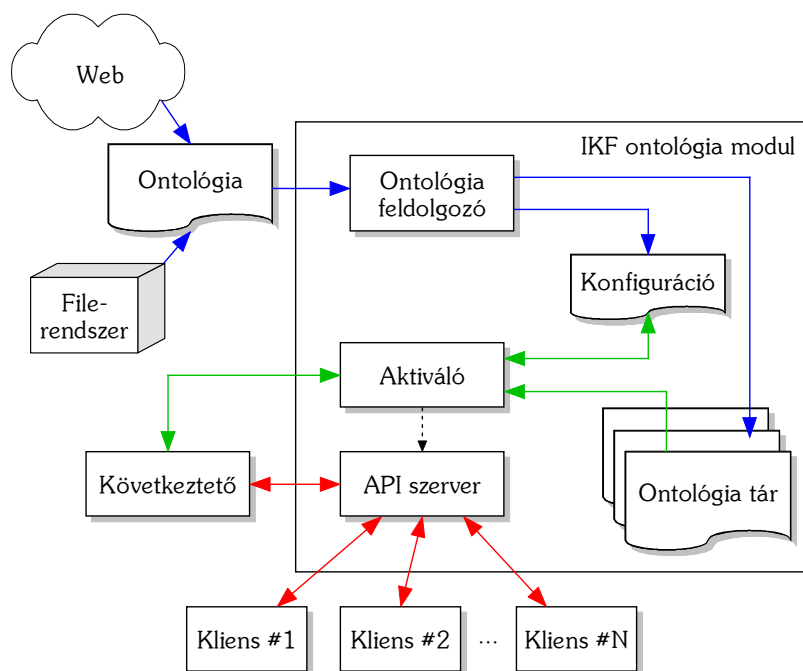 Web
IKF ontológia modul
Ontológia
Ontológia
feldolgozó
Konfiguráció
File-
rendszer
Aktiváló
Következtető
API szerver
Ontológia tár
Kliens #1
Kliens #2
...
Kliens #N